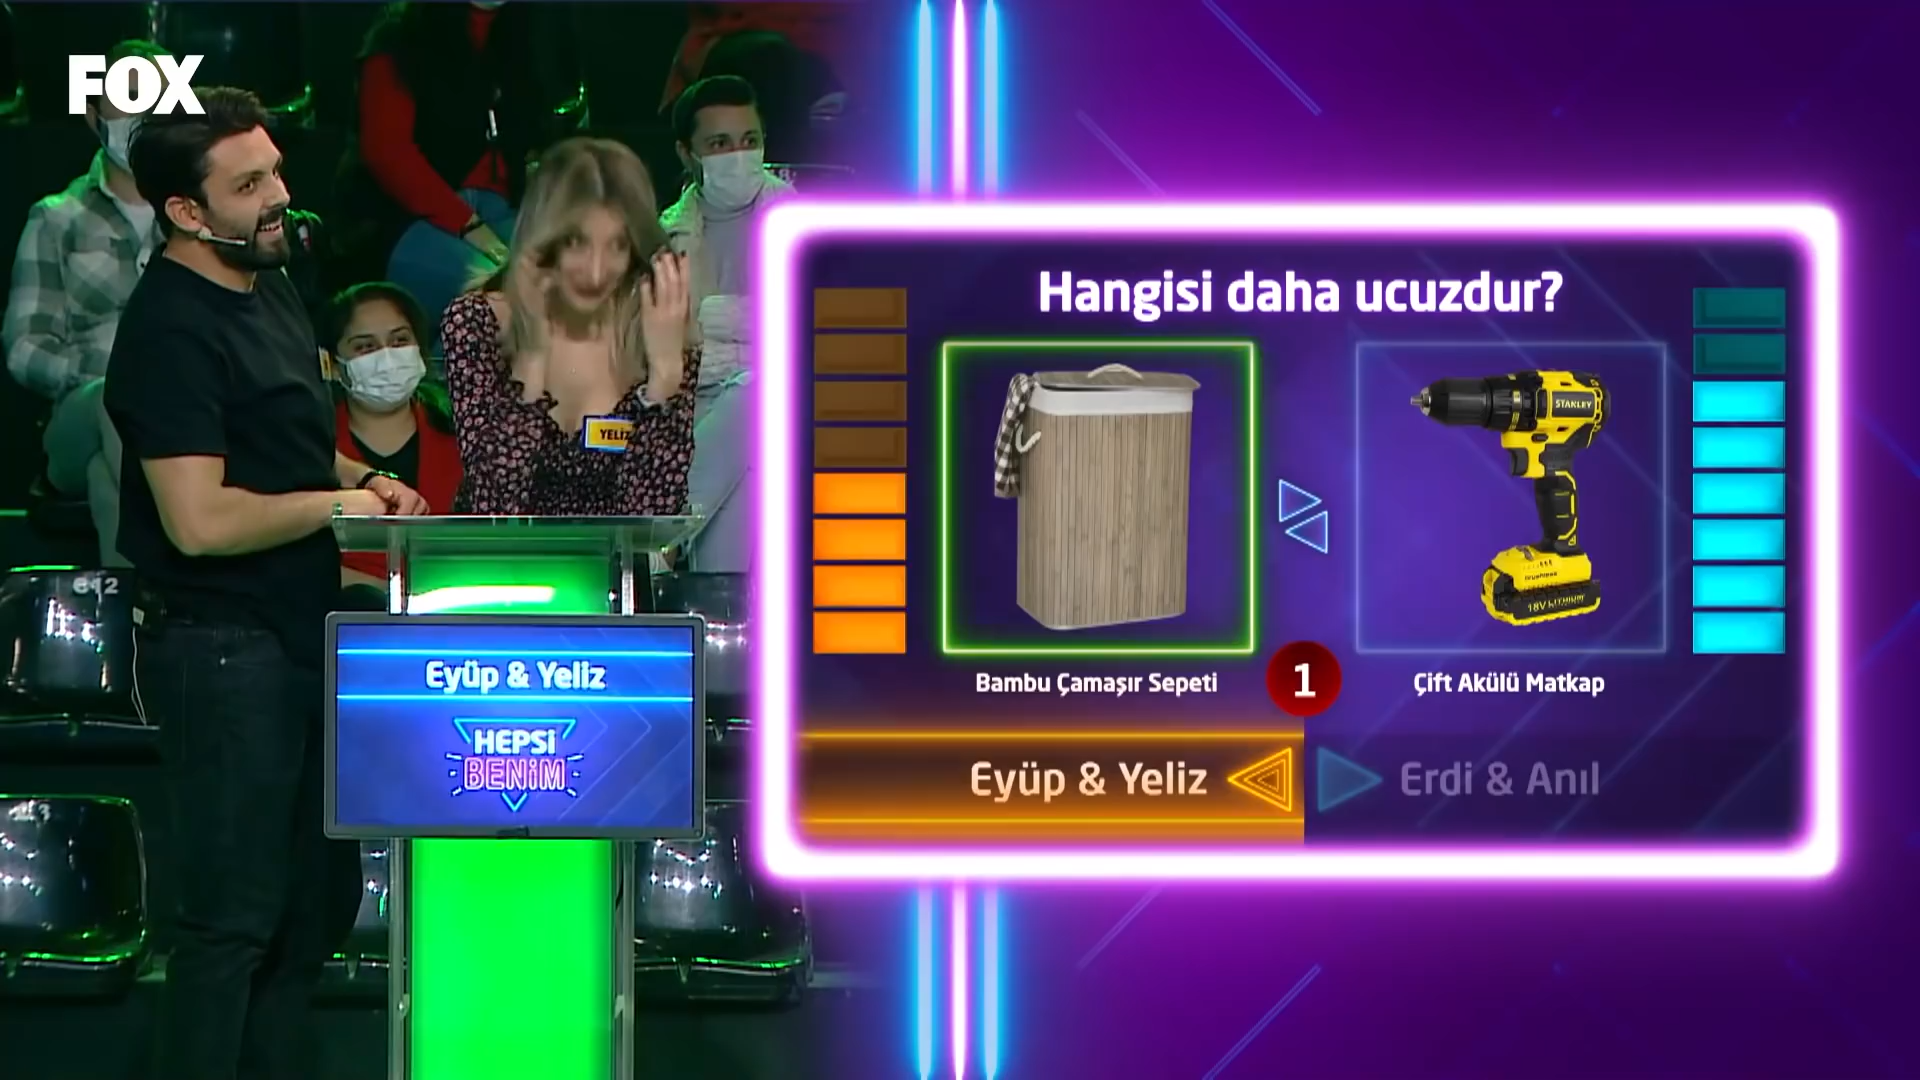 FOX
Hangisi daha ucuzdur?
STANLEY
18V LITHIUM
Bambu Çamaşır Sepeti
1
Çift Akülü Matkap
Eyüp & Yeliz
Erdi & Anıl
YELİZ
Eyüp & Yeliz
HEPSİ
BENİM
e12